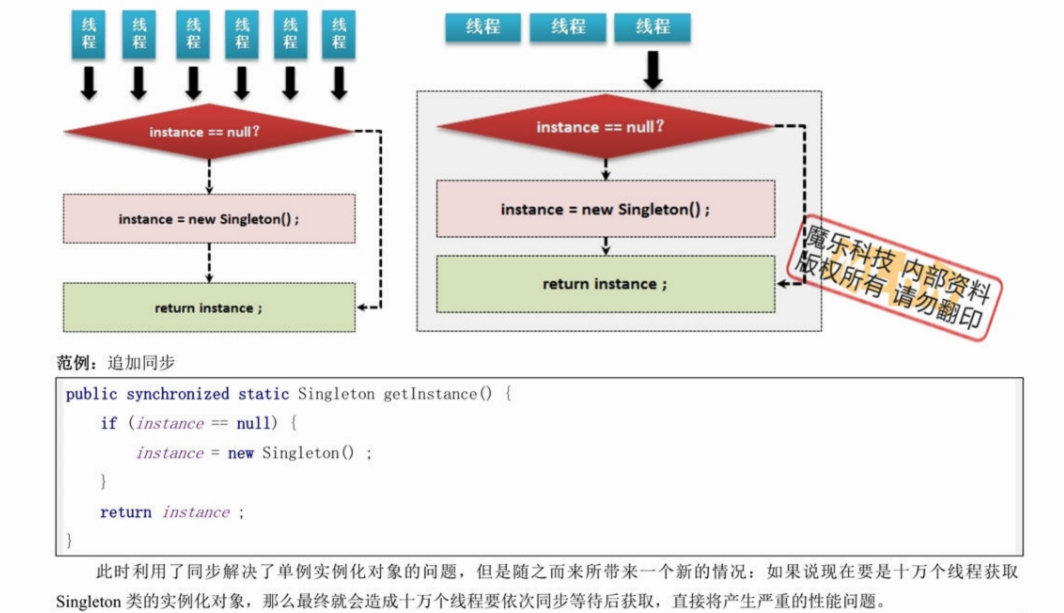 线程
线程
线程
线程
线程
线程
instance == null?
instance = new Singleton() ;
return instance ;
线程
线程
线程
instance == null?
instance = new Singleton() ;
return instance ;
魔乐科技 内部资料
版权所有 请勿翻印
范例：追加同步
public synchronized static Singleton getInstance() {
if (instance == null) {
instance = new Singleton() ;
}
return instance ;
}
此时利用了同步解决了单例实例化对象的问题，但是随之而来所带来一个新的情况：如果说现在要是十万个线程获取
Singleton 类的实例化对象，那么最终就会造成十万个线程要依次同步等待后获取，直接将产生严重的性能问题。